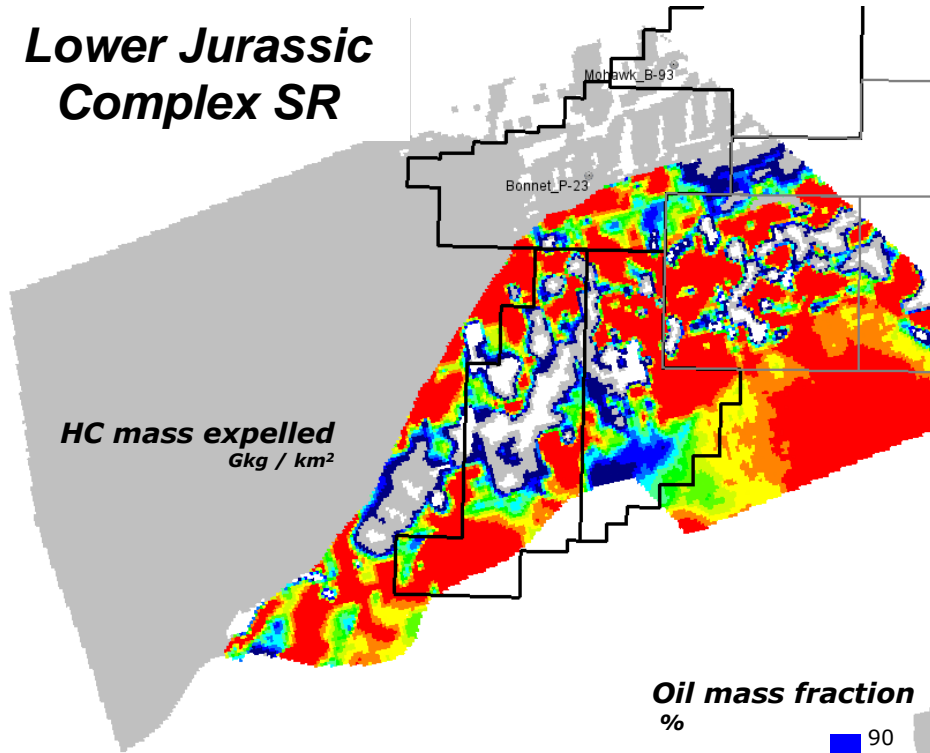 Lower Jurassic
Complex SR
Mohawk_B-93
Bonnet_P-23
HC mass expelled
Gkg / km²
Oil mass fraction
%
90